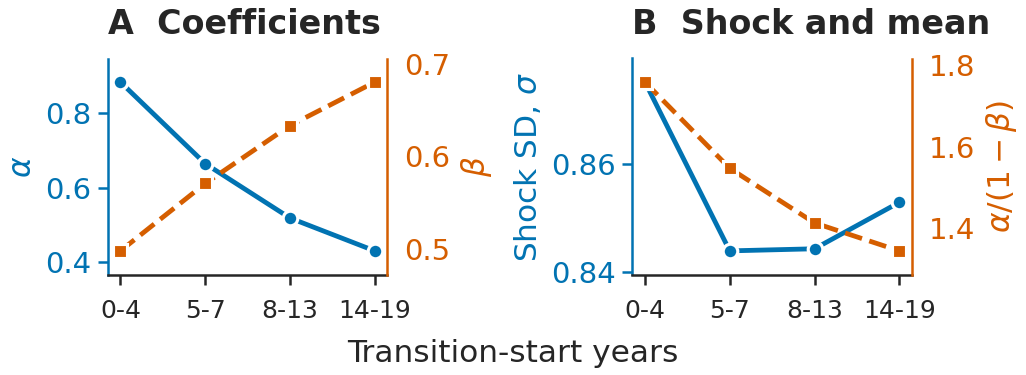 A Coefficients
α
0.8
0.6
0.4
0.7
0.6
0.5
β
0-4 5-7 8-13 14-19
B Shock and mean
Shock SD, σ
0.86
0.84
1.8
1.6
1.4
α/(1 − β)
0-4 5-7 8-13 14-19
Transition-start years